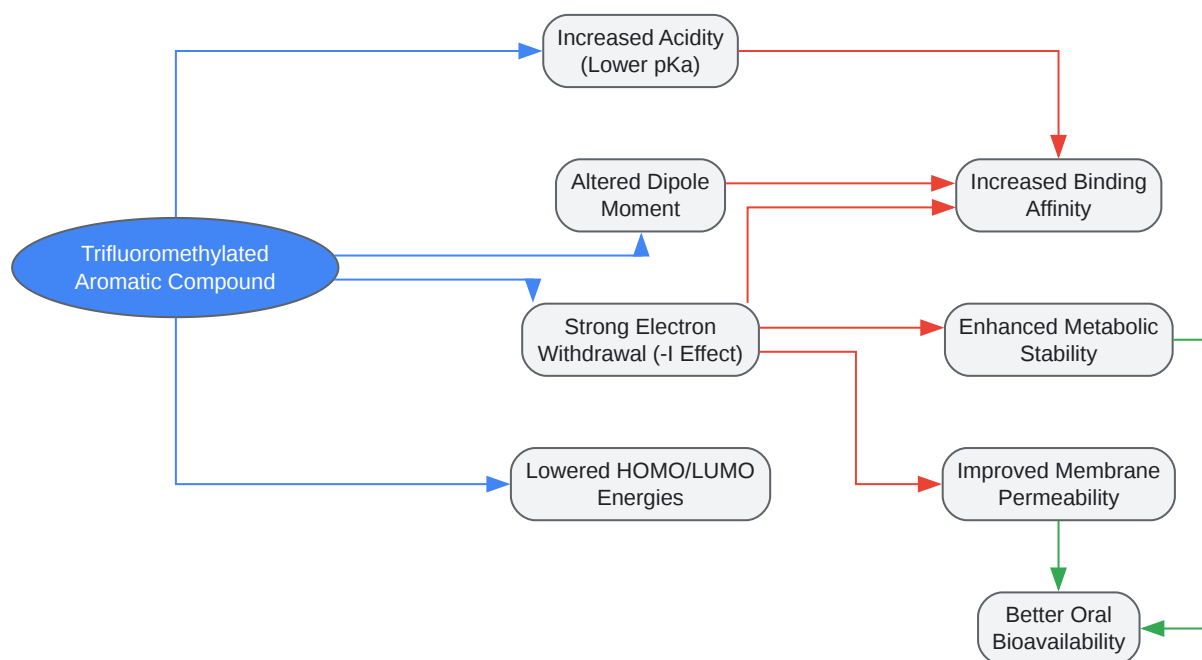 Increased Acidity
(Lower pKa)
Altered Dipole
Moment
Increased Binding
Affinity
Trifluoromethylated
Aromatic Compound
Strong Electron
Withdrawal (-I Effect)
Enhanced Metabolic
Stability
Lowered HOMO/LUMO
Energies
Improved Membrane
Permeability
Better Oral
Bioavailability